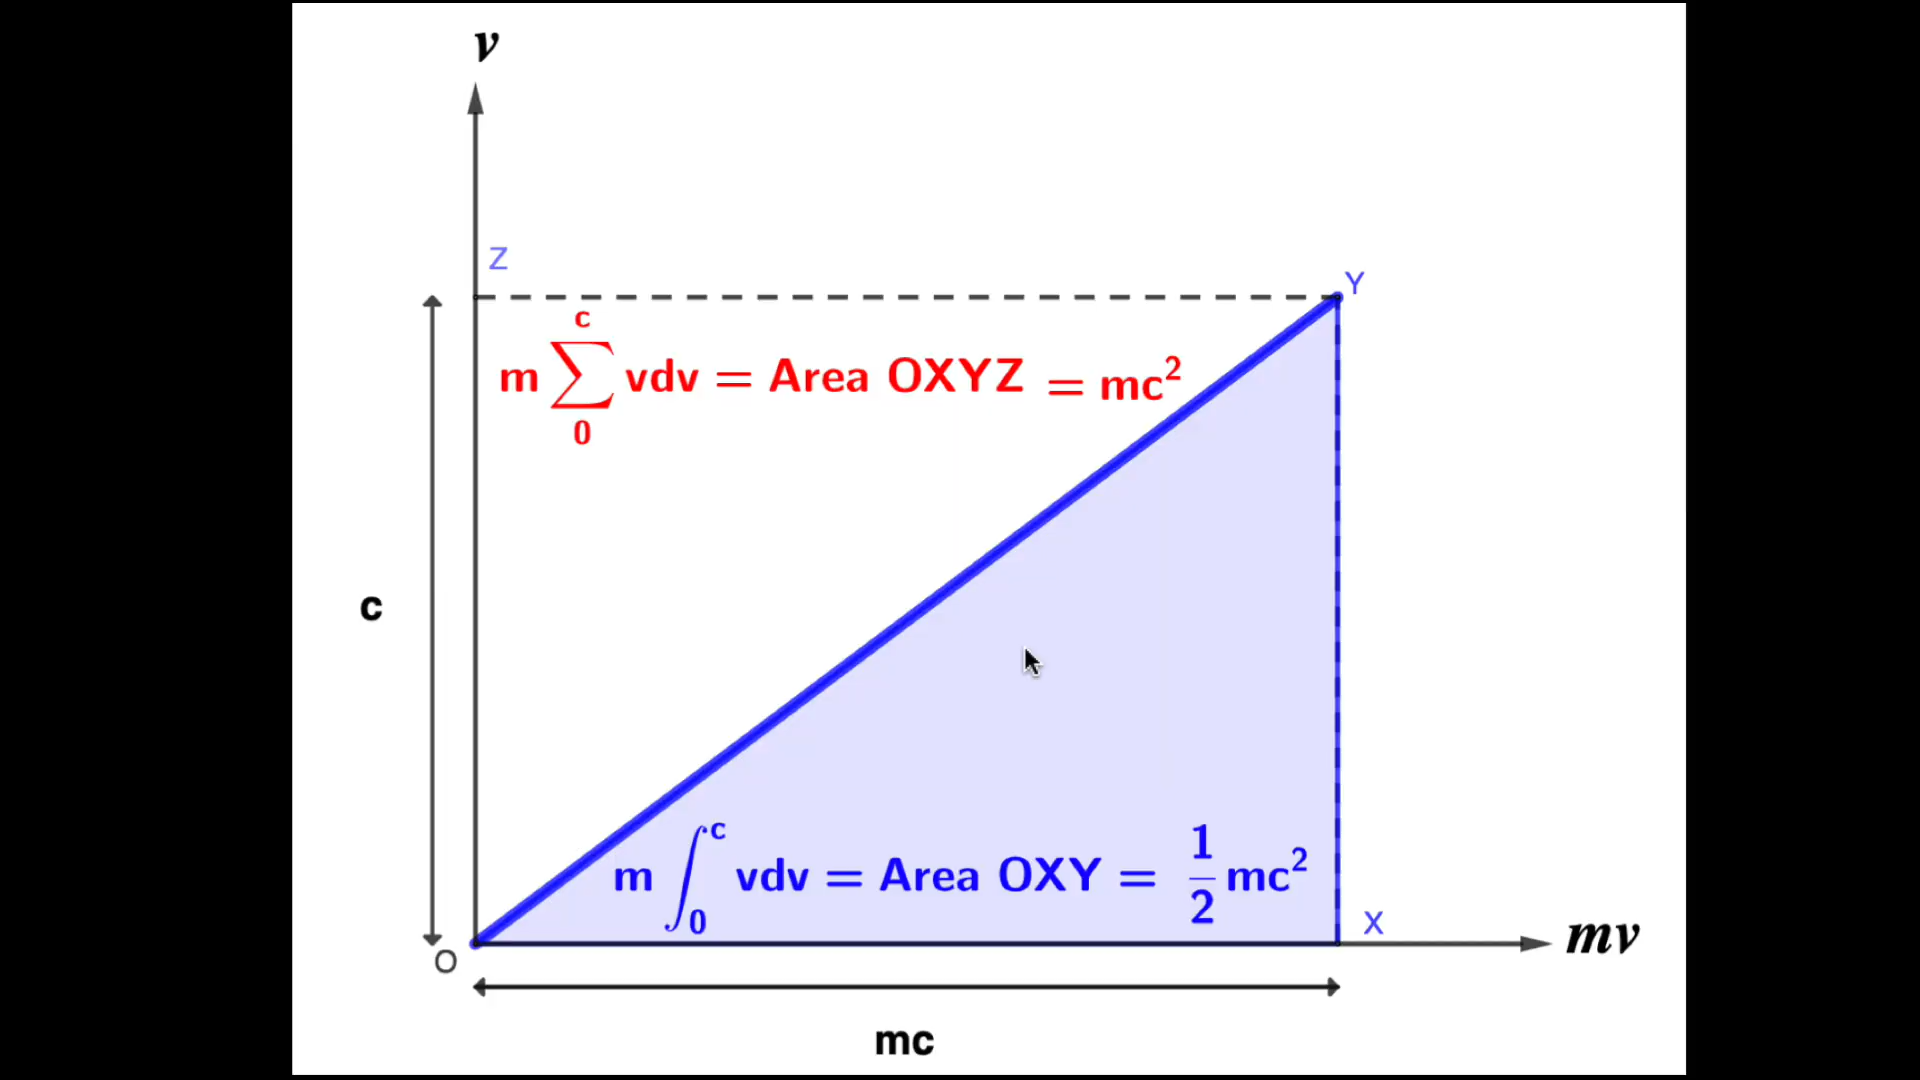 v
Z
Y
c
m ∑ vdv = Area OXYZ = mc²
0
c
c
m ∫ vdv = Area OXY = 1/2 mc²
0
X
mv
O
mc